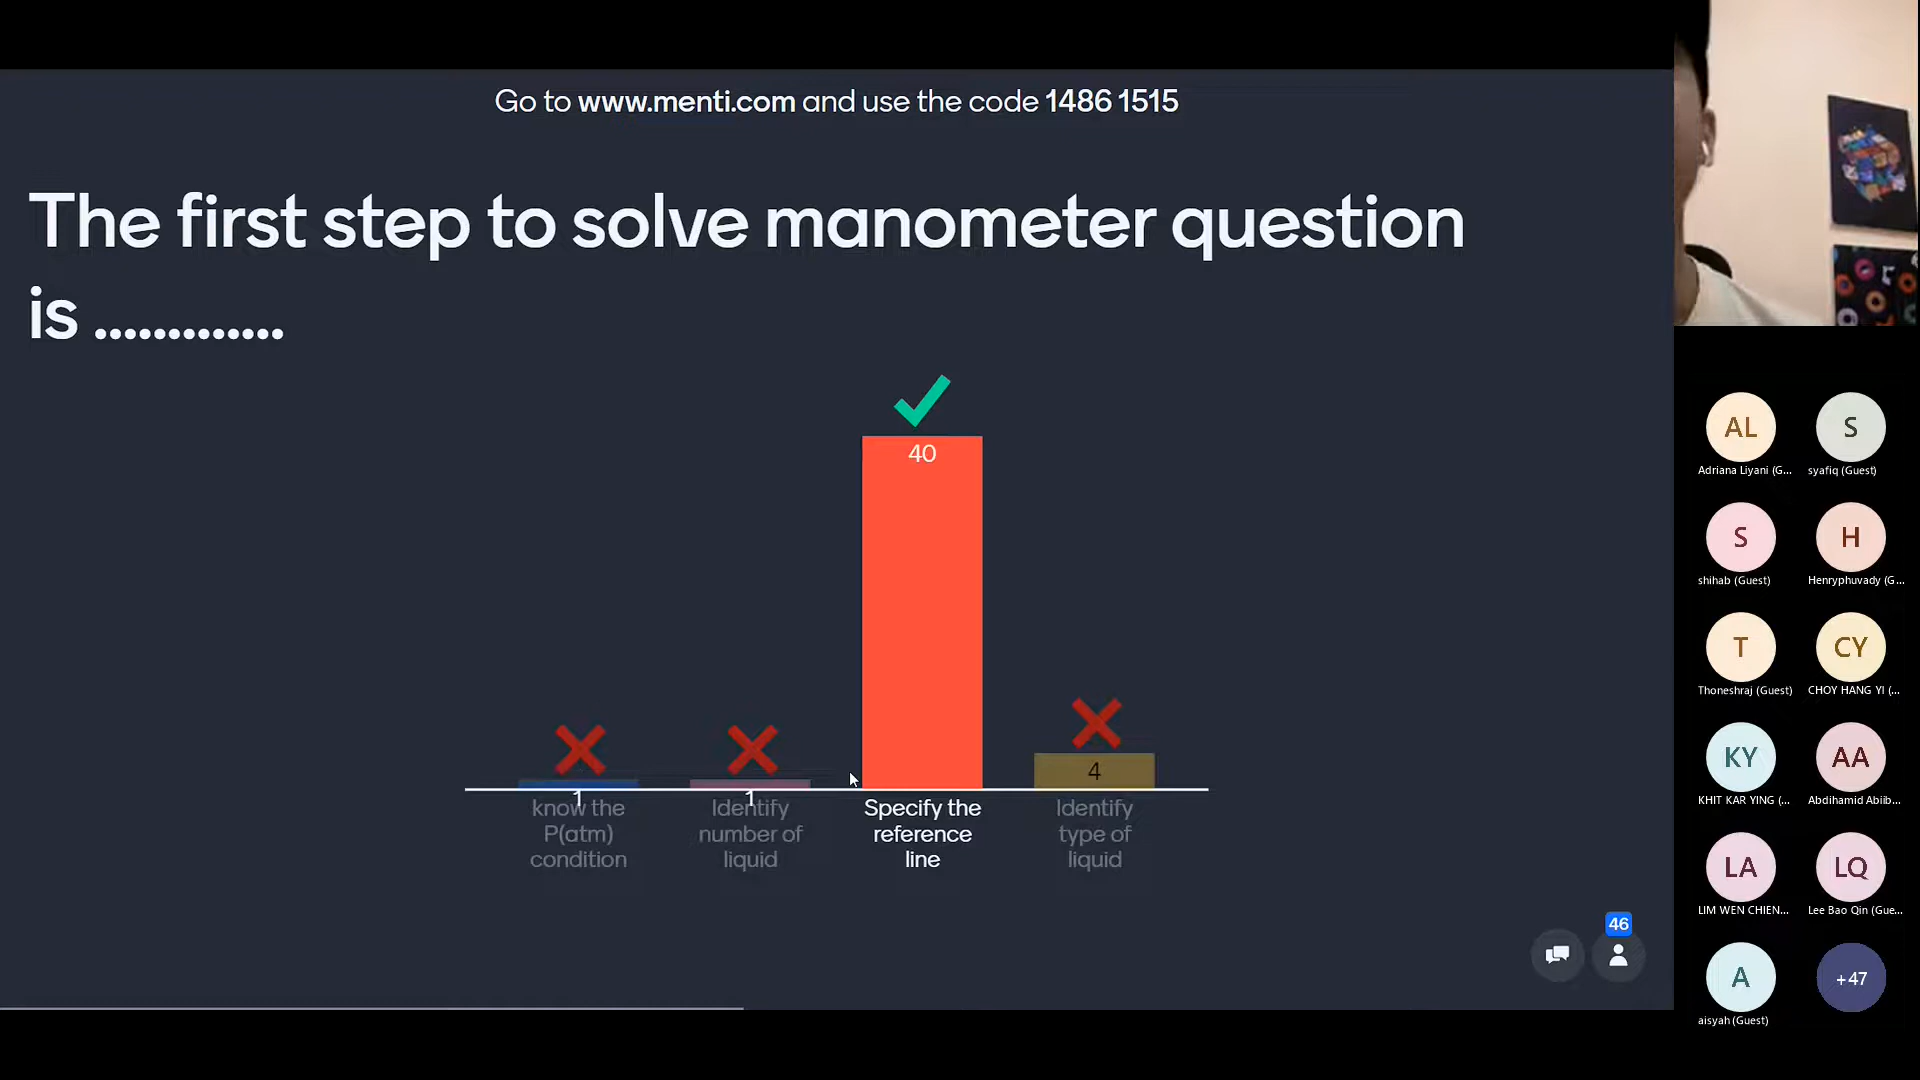 Go to www.menti.com and use the code 1486 1515
The first step to solve manometer question
is .............
40
4
1
1
know the
P(atm)
condition
Identify
number of
liquid
Specify the
reference
line
Identify
type of
liquid
46
AL
Adriana Liyani (G...
S
syafiq (Guest)
S
shihab (Guest)
H
Henryphuvady (G...
T
Thoneshraj (Guest)
CY
CHOY HANG YI (...
KY
KHIT KAR YING (...
AA
Abdihamid Abiib...
LA
LIM WEN CHIEN...
LQ
Lee Bao Qin (Gue...
A
aisyah (Guest)
+47